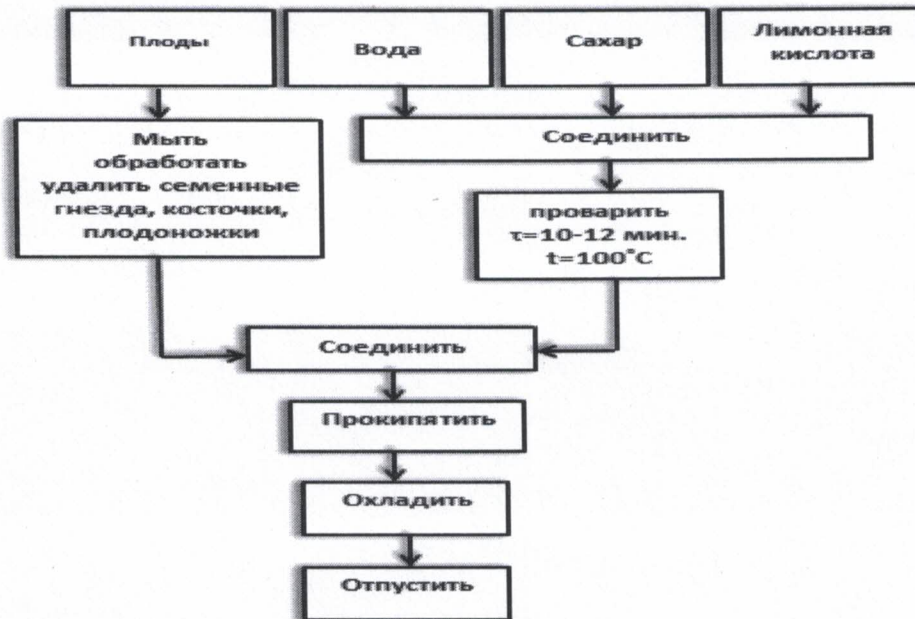 Плоды
Вода
Сахар
Лимонная
кислота
Мыть
обработать
удалить семенные
гнезда, косточки,
плодоножки
Соединить
проварить
τ=10-12 мин.
t=100°С
Соединить
Прокипятить
Охладить
Отпустить